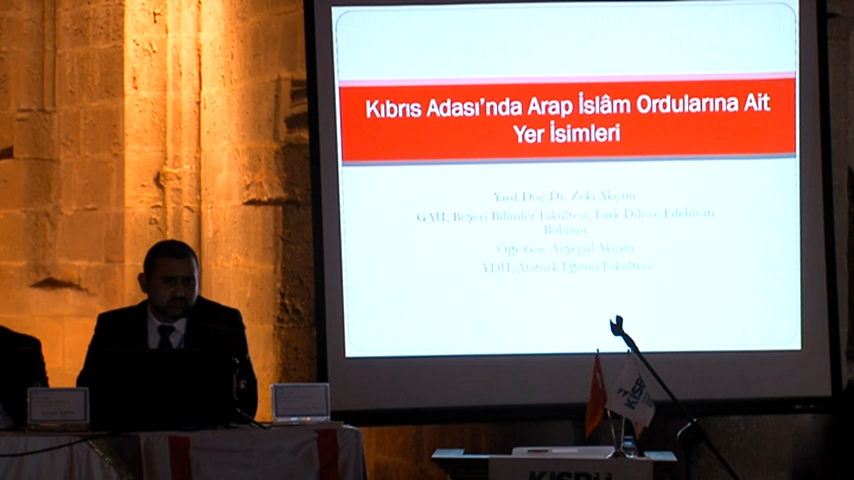 Kıbrıs Adası'nda Arap İslâm Ordularına Ait
Yer İsimleri
Yard.Doç.Dr. Zeki Akçam
GAÜ, Beşeri Bilimler Fakültesi, Türk Dili ve Edebiyatı
Bölümü
Öğr.Gör. Ayşegül Akçam
YDÜ, Atatürk Eğitim Fakültesi